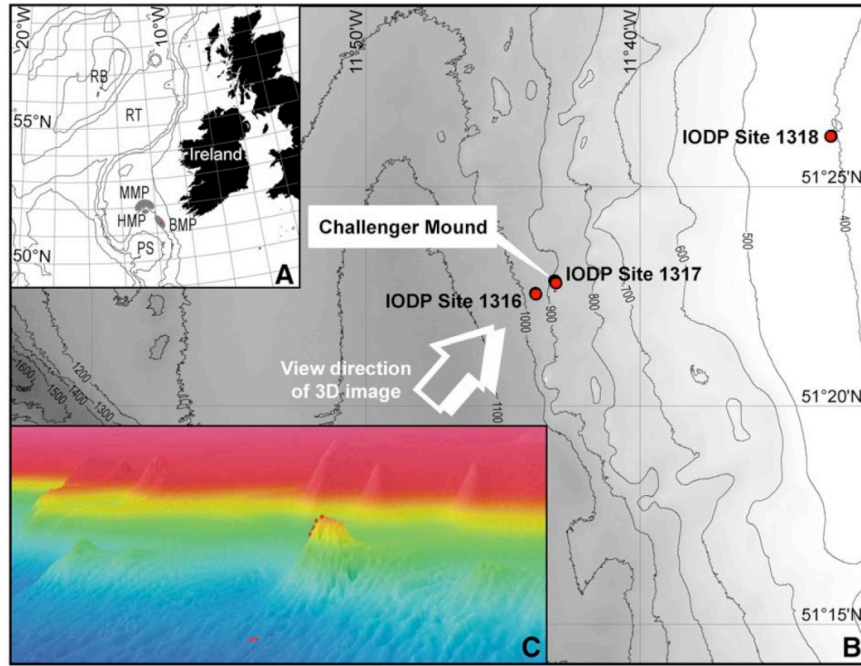 20°W
10°W
RB
55°N
RT
Ireland
MMP
HMP
BMP
PS
50°N
A
11°50'W
11°40'W
IODP Site 1318
400
51°25'N
Challenger Mound
600
500
IODP Site 1317
IODP Site 1316
1000
900
800
700
View direction
of 3D image
1100
1200
1300
1600
1500
1400
51°20'N
51°15'N
C
B